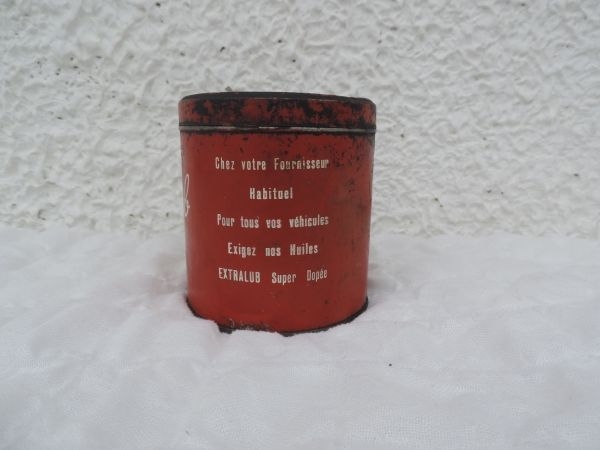 Chez votre Fournisseur
Habituel
Pour tous vos véhicules
Exigez nos Huiles
EXTRALUB Super Dopée